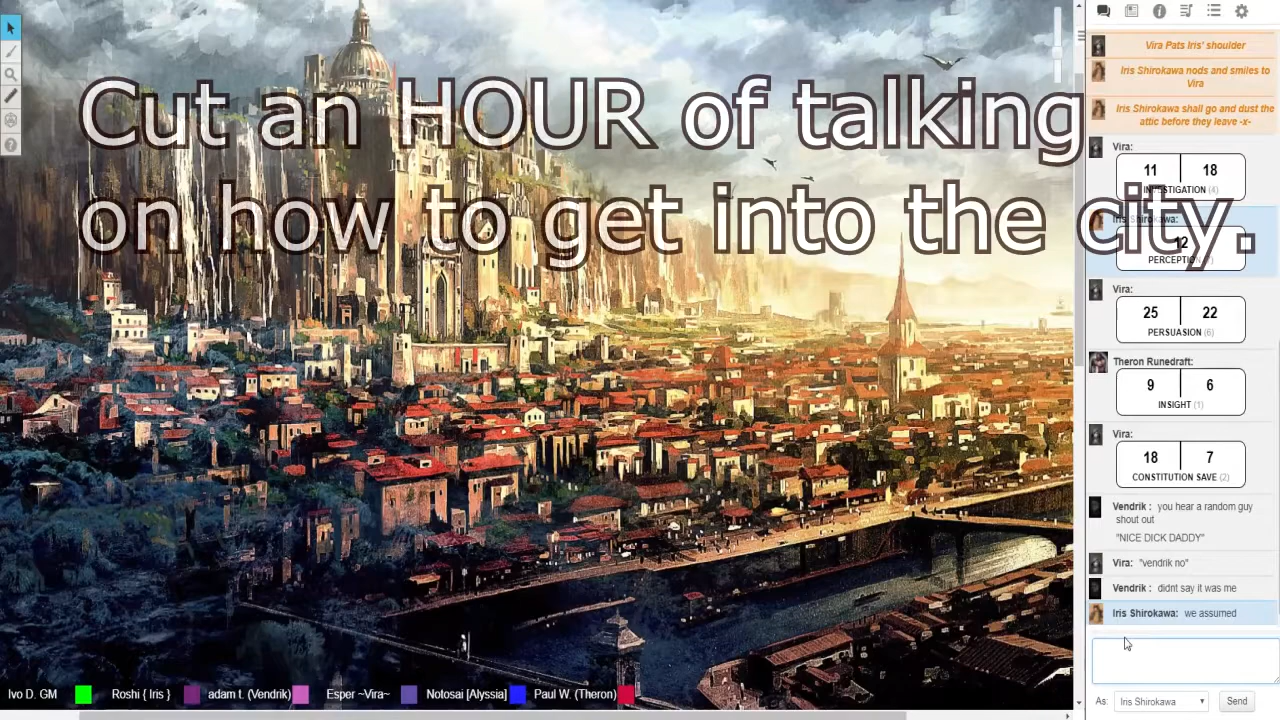 Cut an HOUR of talking
on how to get into the city.
Vira Pats Iris' shoulder
Iris Shirokawa nods and smiles to
Vira
Iris Shirokawa shall go and dust the
attic before they leave -x-
Vira:
11 18
INVESTIGATION (4)
Iris Shirokawa:
12
PERCEPTION
Vira:
25 22
PERSUASION (6)
Theron Runedraft:
9 6
INSIGHT (1)
Vira:
18 7
CONSTITUTION SAVE (2)
Vendrik : you hear a random guy
shout out
"NICE DICK DADDY"
Vira: "vendrik no"
Vendrik : didnt say it was me
Iris Shirokawa: we assumed
As: Iris Shirokawa Send
Ivo D. GM Roshi { Iris } adam t. (Vendrik) Esper ~Vira~ Notosai [Alyssia] Paul W. (Theron)